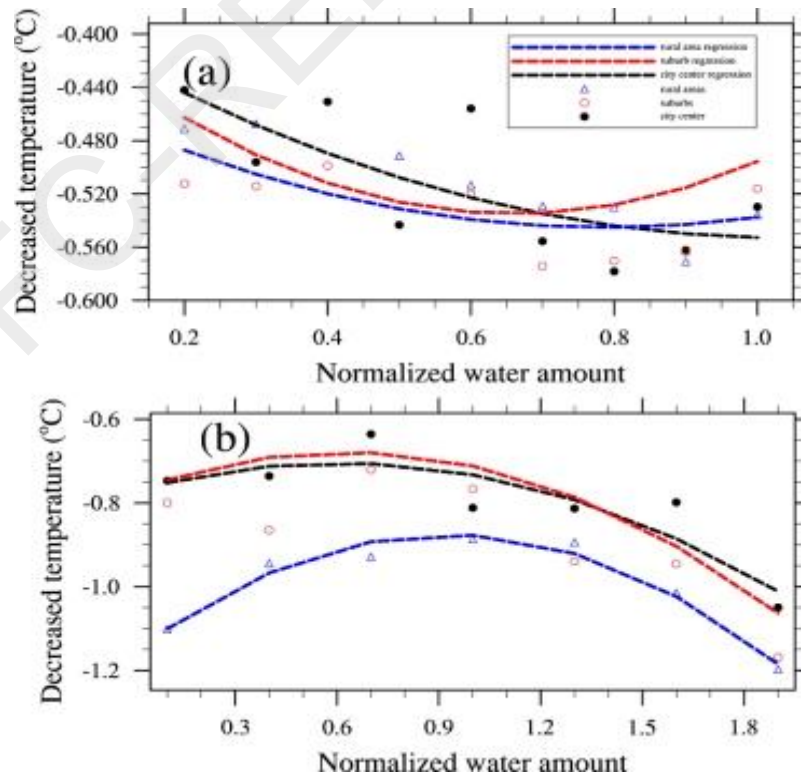 (a)
Decreased temperature (°C)
-0.400
-0.440
-0.480
-0.520
-0.560
-0.600
rural area regression
suburb regression
city center regression
rural areas
suburbs
city center
0.2 0.4 0.6 0.8 1.0
Normalized water amount
(b)
Decreased temperature (°C)
-0.6
-0.8
-1.0
-1.2
0.3 0.6 0.9 1.2 1.5 1.8
Normalized water amount